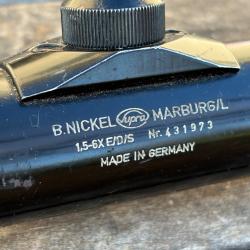 B. NICKEL Supra MARBURG/L
1,5-6X E/D/S Nr. 431973
MADE IN GERMANY